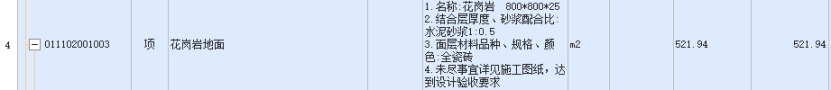 1.名称:花岗岩 800*800*25
2.结合层厚度、砂浆配合比:
水泥砂浆1:0.5
4 011102001003 项 花岗岩地面 3.面层材料品种、规格、颜 m2 521.94 521.94
色:全瓷砖
4.未尽事宜详见施工图纸，达
到设计验收要求